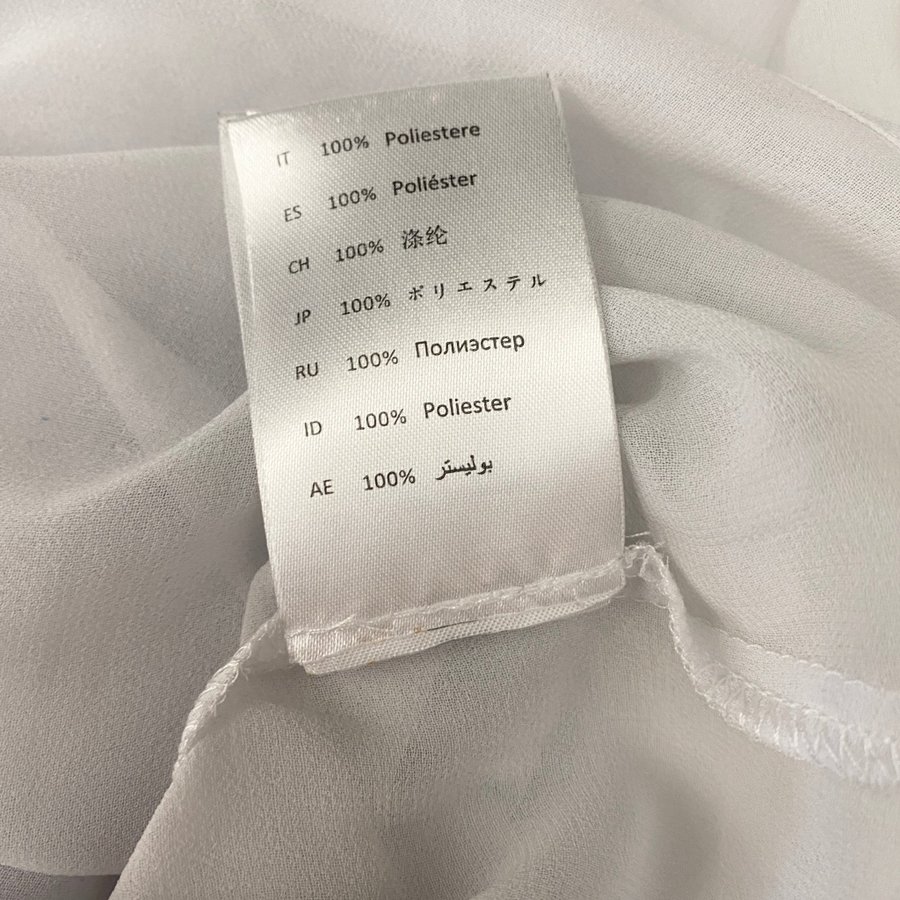 IT 100% Poliestere
ES 100% Poliéster
CH 100% 涤纶
JP 100% ポリエステル
RU 100% Полиэстер
ID 100% Poliester
AE 100% بوليستر